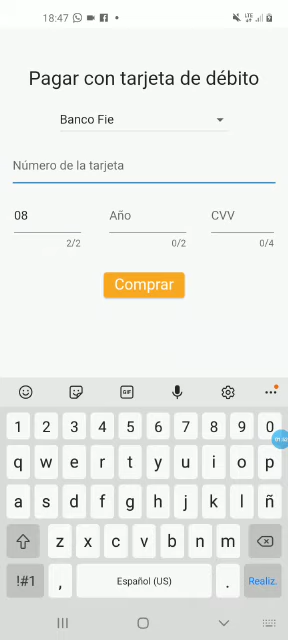 18:47
Pagar con tarjeta de débito
Banco Fie
Número de la tarjeta
08 Año CVV
2/2 0/2 0/4
Comprar
GIF
1 2 3 4 5 6 7 8 9 0
q w e r t y u i o p
a s d f g h j k l ñ
z x c v b n m
!#1 , Español (US) . Realiz.